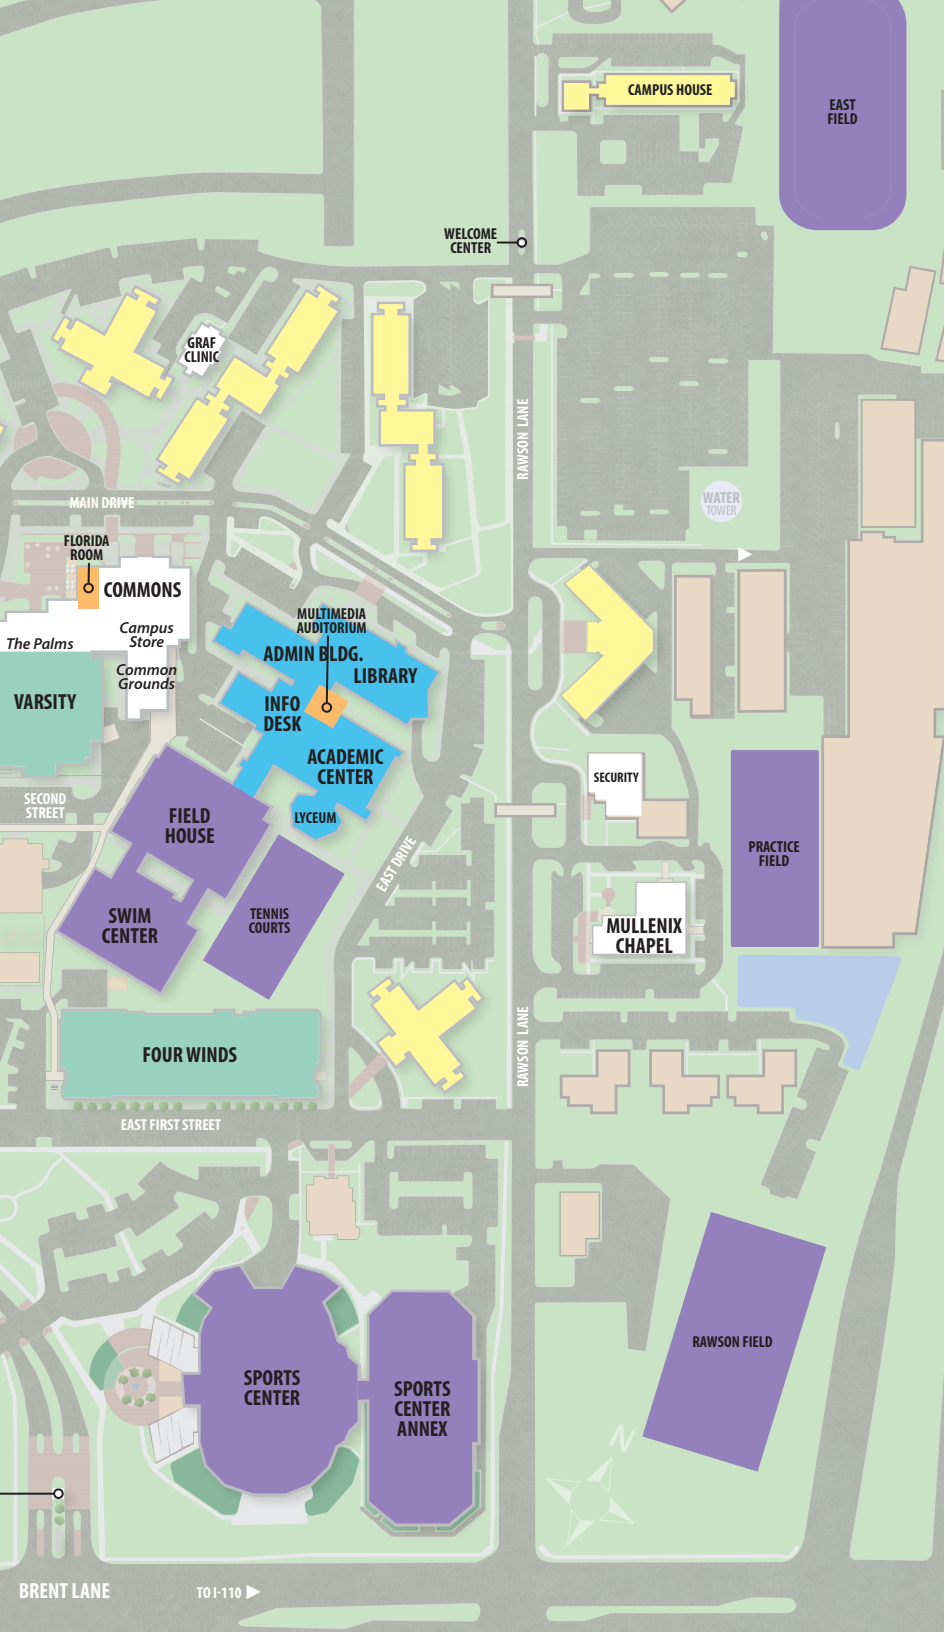 CAMPUS HOUSE
EAST
FIELD
WELCOME
CENTER
GRAF
CLINIC
RAWSON LANE
MAIN DRIVE
WATER
TOWER
FLORIDA
ROOM
COMMONS
MULTIMEDIA
AUDITORIUM
The Palms
Campus
Store
Common
Grounds
ADMIN BLDG.
LIBRARY
VARSITY
INFO
DESK
ACADEMIC
CENTER
SECURITY
SECOND
STREET
FIELD
HOUSE
LYCEUM
EAST DRIVE
PRACTICE
FIELD
SWIM
CENTER
TENNIS
COURTS
MULLENIX
CHAPEL
FOUR WINDS
RAWSON LANE
EAST FIRST STREET
RAWSON FIELD
SPORTS
CENTER
SPORTS
CENTER
ANNEX
N
BRENT LANE
TO I-110